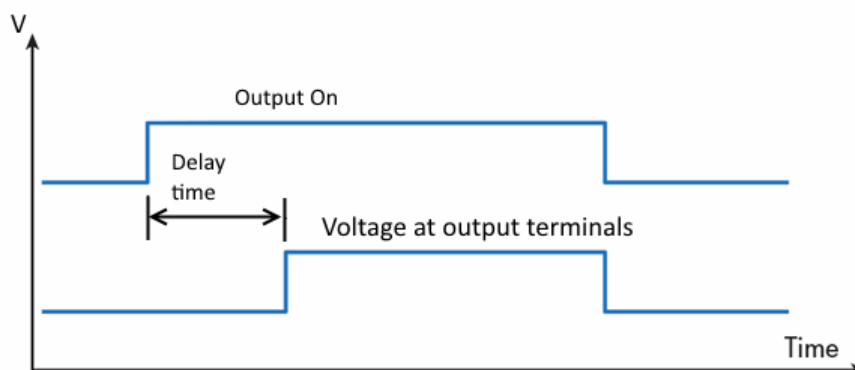 V
Output On
Delay
time
Voltage at output terminals
Time